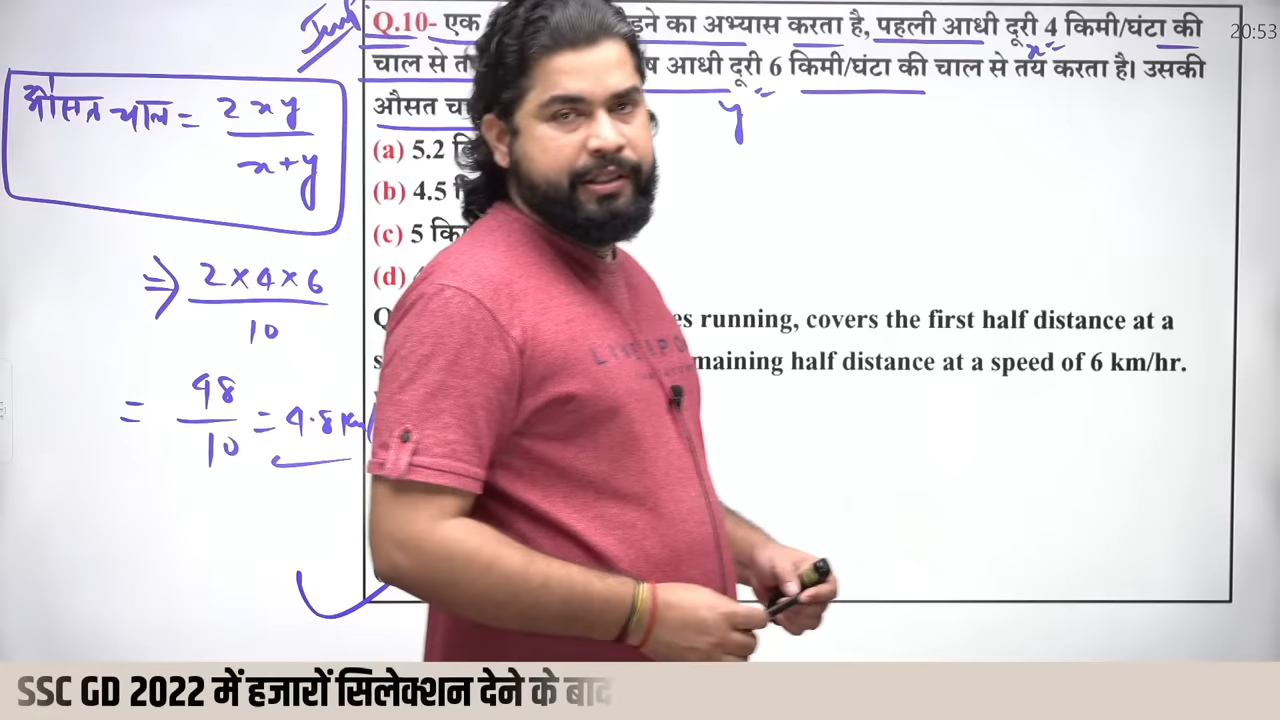 Q.10- एक ड़ने का अभ्यास करता है, पहली आधी दूरी 4 किमी/घंटा की
20:53
x=
चाल से आधी दूरी 6 किमी/घंटा की चाल से तय करता है। उसकी
औसत
y=
औसत चाल = 2xy
x+y
(a) 5.2
(b) 4.5
(c) 5
(d)
⇒ 2×4×6
10
= 48
10
= 4.8 km/
es running, covers the first half distance at a
maining half distance at a speed of 6 km/hr.
SSC GD 2022 में हजारों सिलेक्शन देने के बाद